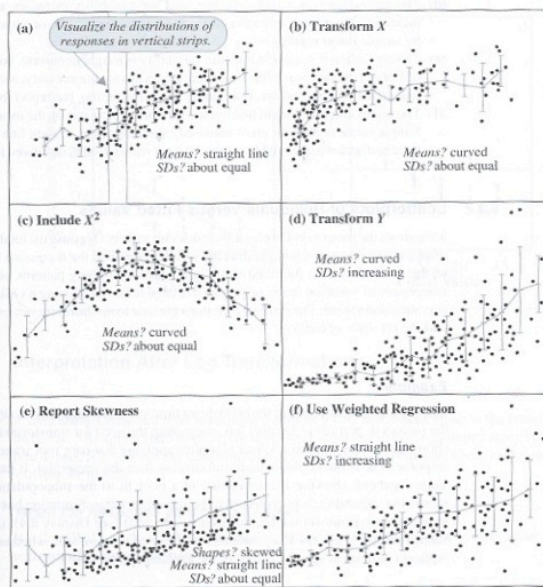 (a)
Visualize the distributions of
responses in vertical strips.
Means? straight line
SDs? about equal
(b) Transform X
Means? curved
SDs? about equal
(c) Include X²
Means? curved
SDs? about equal
(d) Transform Y
Means? curved
SDs? increasing
(e) Report Skewness
Shapes? skewed
Means? straight line
SDs? about equal
(f) Use Weighted Regression
Means? straight line
SDs? increasing